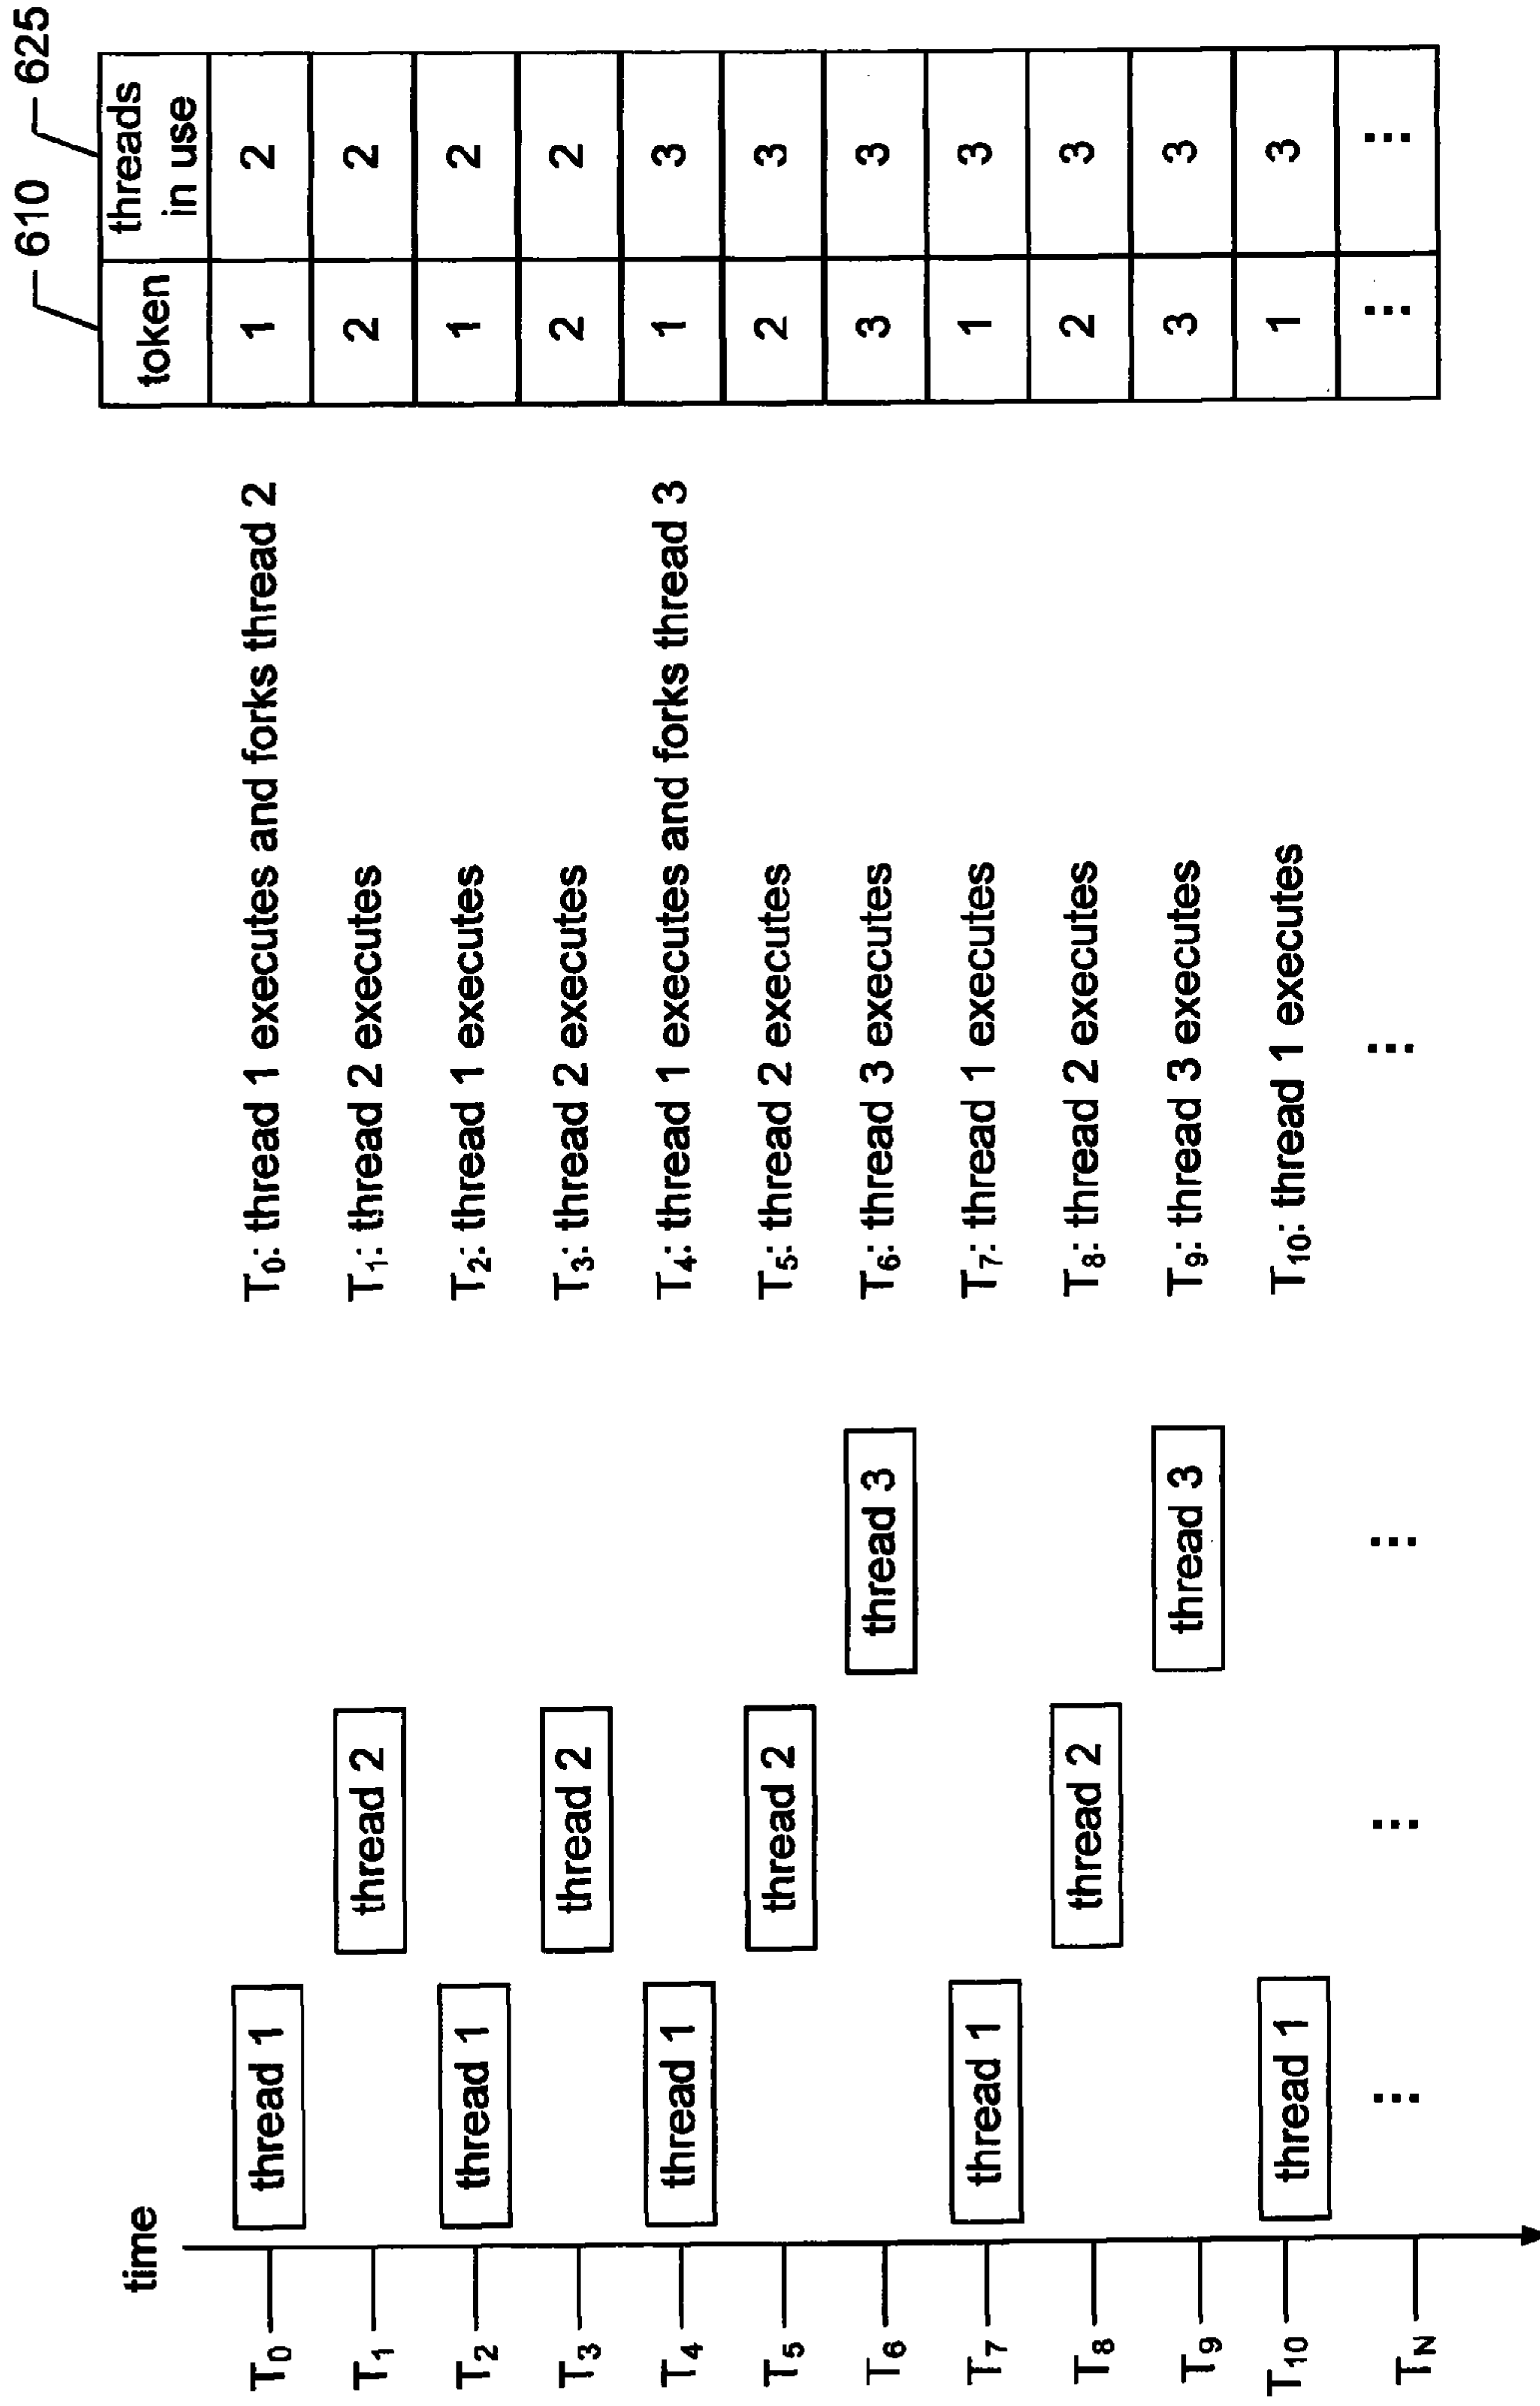 610
625
time
token
threads
in use
T0
thread 1
T0: thread 1 executes and forks thread 2
1
2
T1
thread 2
T1: thread 2 executes
2
2
T2
thread 1
T2: thread 1 executes
1
2
T3
thread 2
T3: thread 2 executes
2
2
T4
thread 1
T4: thread 1 executes and forks thread 3
1
3
T5
thread 2
T5: thread 2 executes
2
3
T6
thread 3
T6: thread 3 executes
3
3
T7
thread 1
T7: thread 1 executes
1
3
T8
thread 2
T8: thread 2 executes
2
3
T9
thread 3
T9: thread 3 executes
3
3
T10
thread 1
T10: thread 1 executes
1
3
TN
...
...
...
...
...
...